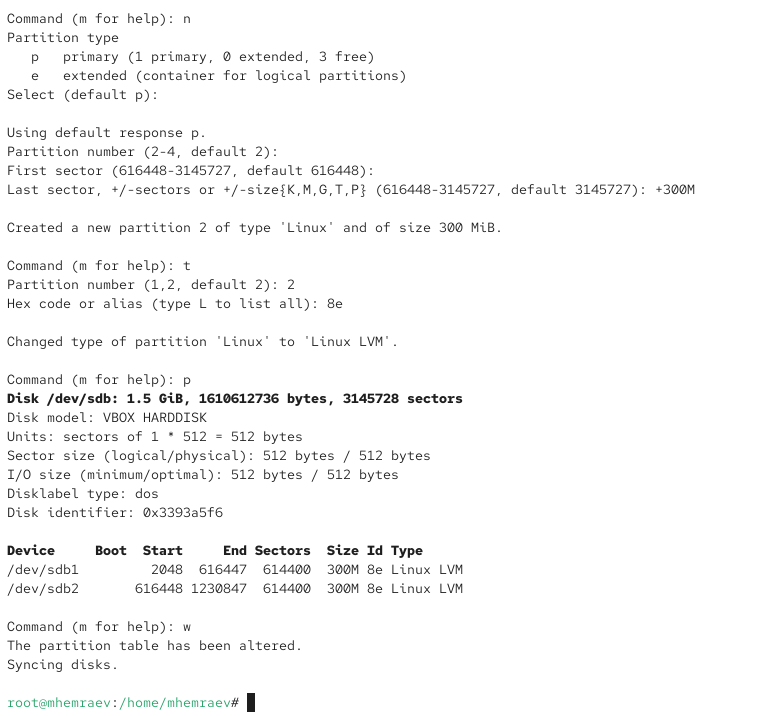 Command (m for help): n
Partition type
   p   primary (1 primary, 0 extended, 3 free)
   e   extended (container for logical partitions)
Select (default p):
Using default response p.
Partition number (2-4, default 2):
First sector (616448-3145727, default 616448):
Last sector, +/-sectors or +/-size{K,M,G,T,P} (616448-3145727, default 3145727): +300M
Created a new partition 2 of type 'Linux' and of size 300 MiB.
Command (m for help): t
Partition number (1,2, default 2): 2
Hex code or alias (type L to list all): 8e
Changed type of partition 'Linux' to 'Linux LVM'.
Command (m for help): p
Disk /dev/sdb: 1.5 GiB, 1610612736 bytes, 3145728 sectors
Disk model: VBOX HARDDISK
Units: sectors of 1 * 512 = 512 bytes
Sector size (logical/physical): 512 bytes / 512 bytes
I/O size (minimum/optimal): 512 bytes / 512 bytes
Disklabel type: dos
Disk identifier: 0x3393a5f6
Device     Boot  Start     End Sectors  Size Id Type
/dev/sdb1         2048  616447  614400  300M 8e Linux LVM
/dev/sdb2       616448 1230847  614400  300M 8e Linux LVM
Command (m for help): w
The partition table has been altered.
Syncing disks.
root@mhemraev:/home/mhemraev#